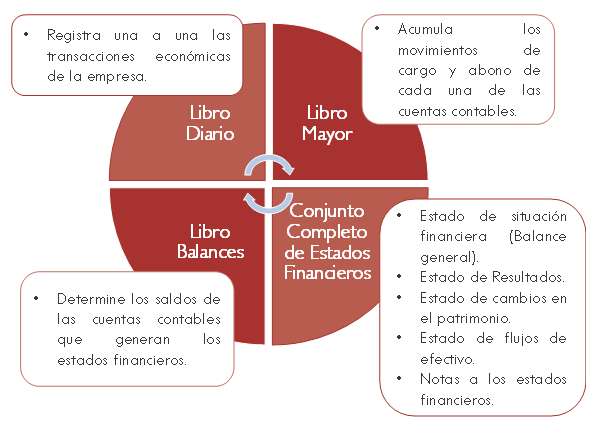 • Registra una a una las
transacciones económicas
de la empresa.
• Acumula los
movimientos de
cargo y abono de
cada una de las
cuentas contables.
Libro
Diario
Libro
Mayor
Libro
Balances
Conjunto
Completo
de Estados
Financieros
• Determine los saldos de
las cuentas contables
que generan los
estados financieros.
• Estado de situación
financiera (Balance
general).
• Estado de Resultados.
• Estado de cambios en
el patrimonio.
• Estado de flujos de
efectivo.
• Notas a los estados
financieros.